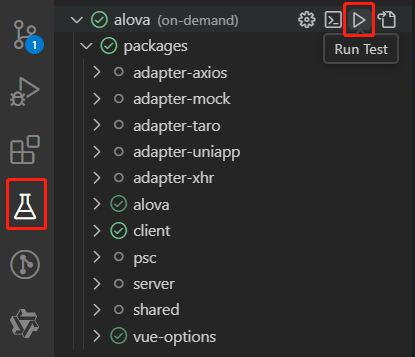 alova (on-demand)
Run Test
1
packages
adapter-axios
adapter-mock
adapter-taro
adapter-uniapp
adapter-xhr
alova
client
psc
server
shared
vue-options